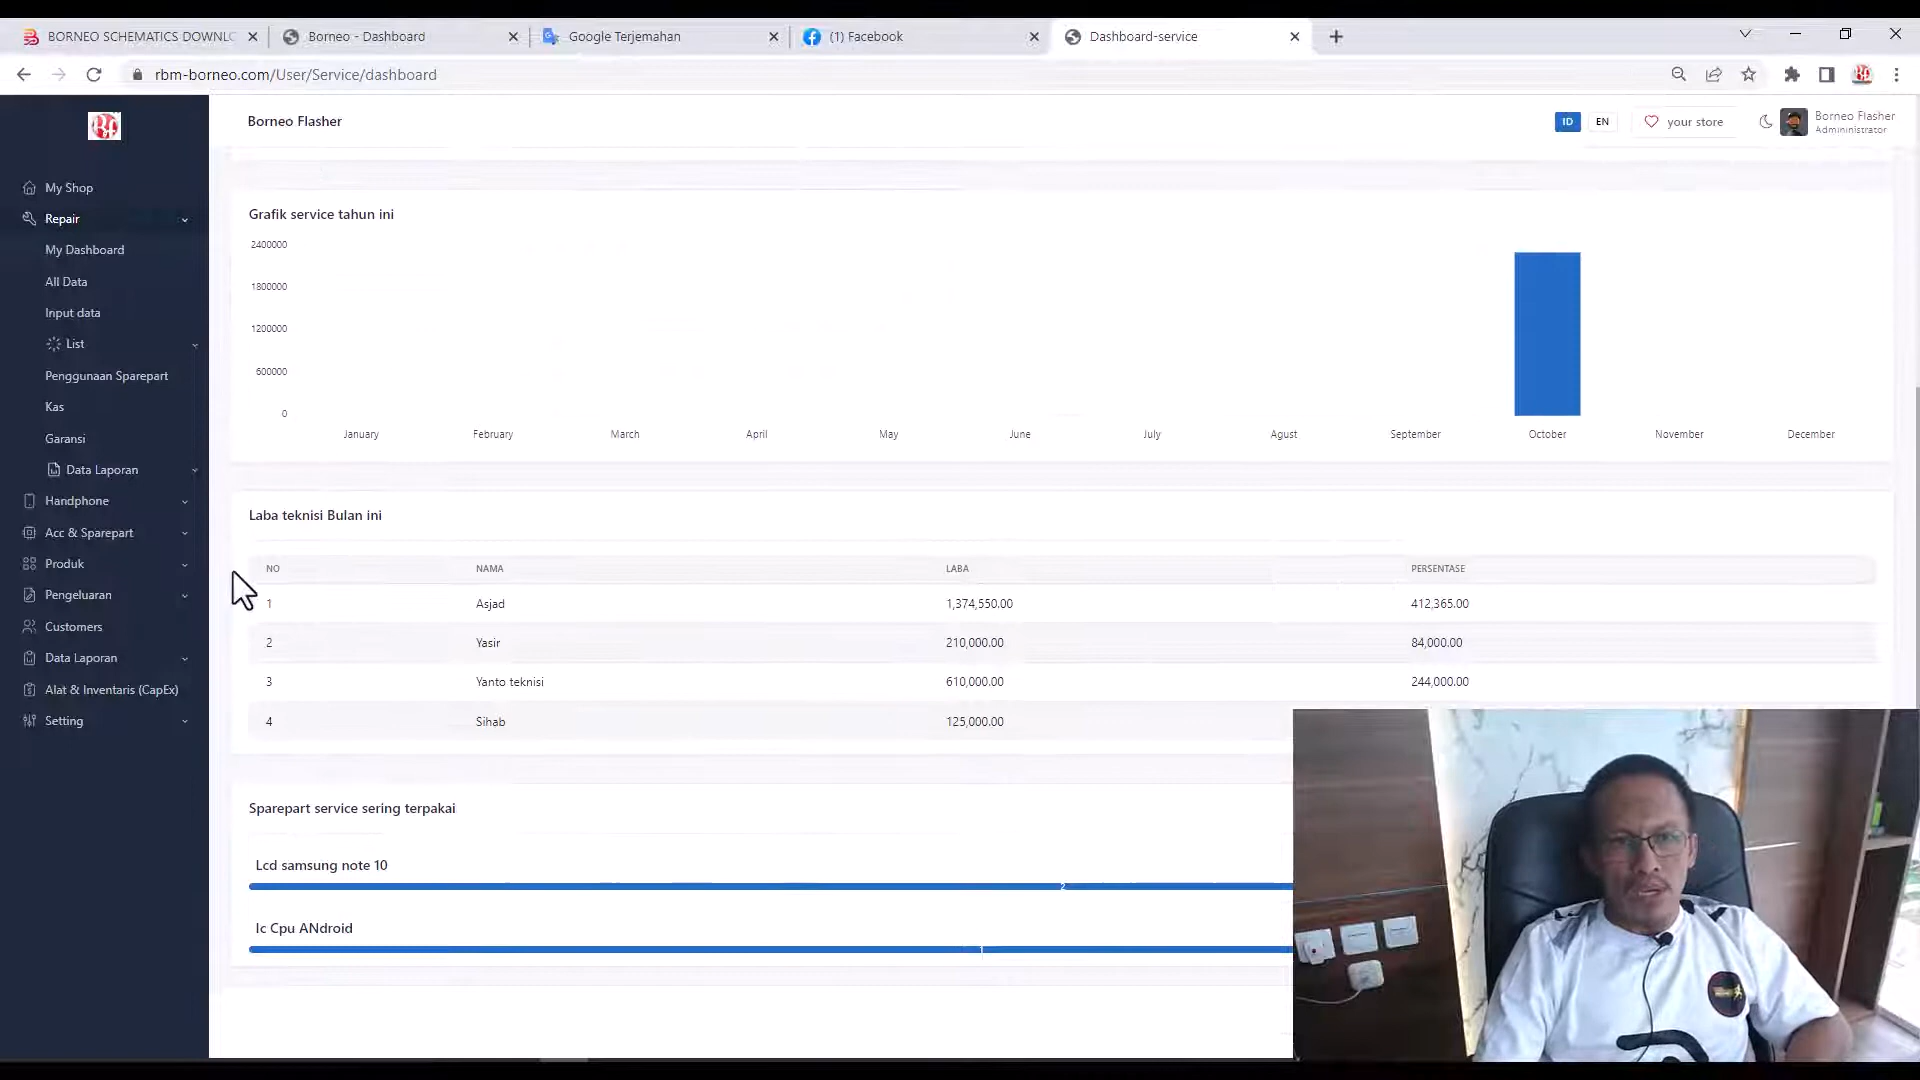 BORNEO SCHEMATICS DOWNLC
Borneo - Dashboard
Google Terjemahan
(1) Facebook
Dashboard-service
rbm-borneo.com/User/Service/dashboard
Borneo Flasher
ID
EN
your store
Borneo Flasher
Admininistrator
My Shop
Repair
My Dashboard
All Data
Input data
List
Penggunaan Sparepart
Kas
Garansi
Data Laporan
Handphone
Acc & Sparepart
Produk
Pengeluaran
Customers
Data Laporan
Alat & Inventaris (CapEx)
Setting
Grafik service tahun ini
2400000
1800000
1200000
600000
0
January February March April May June July Agust September October November December
Laba teknisi Bulan ini
NO NAMA LABA PERSENTASE
1 Asjad 1,374,550.00 412,365.00
2 Yasir 210,000.00 84,000.00
3 Yanto teknisi 610,000.00 244,000.00
4 Sihab 125,000.00
Sparepart service sering terpakai
Lcd samsung note 10
2
Ic Cpu ANdroid
1